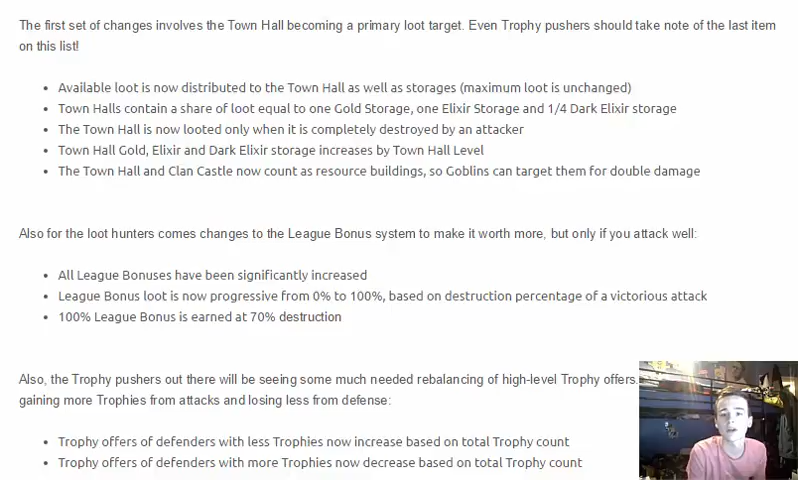 The first set of changes involves the Town Hall becoming a primary loot target. Even Trophy pushers should take note of the last item
on this list!
• Available loot is now distributed to the Town Hall as well as storages (maximum loot is unchanged)
• Town Halls contain a share of loot equal to one Gold Storage, one Elixir Storage and 1/4 Dark Elixir storage
• The Town Hall is now looted only when it is completely destroyed by an attacker
• Town Hall Gold, Elixir and Dark Elixir storage increases by Town Hall Level
• The Town Hall and Clan Castle now count as resource buildings, so Goblins can target them for double damage
Also for the loot hunters comes changes to the League Bonus system to make it worth more, but only if you attack well:
• All League Bonuses have been significantly increased
• League Bonus loot is now progressive from 0% to 100%, based on destruction percentage of a victorious attack
• 100% League Bonus is earned at 70% destruction
Also, the Trophy pushers out there will be seeing some much needed rebalancing of high-level Trophy offers,
gaining more Trophies from attacks and losing less from defense:
• Trophy offers of defenders with less Trophies now increase based on total Trophy count
• Trophy offers of defenders with more Trophies now decrease based on total Trophy count